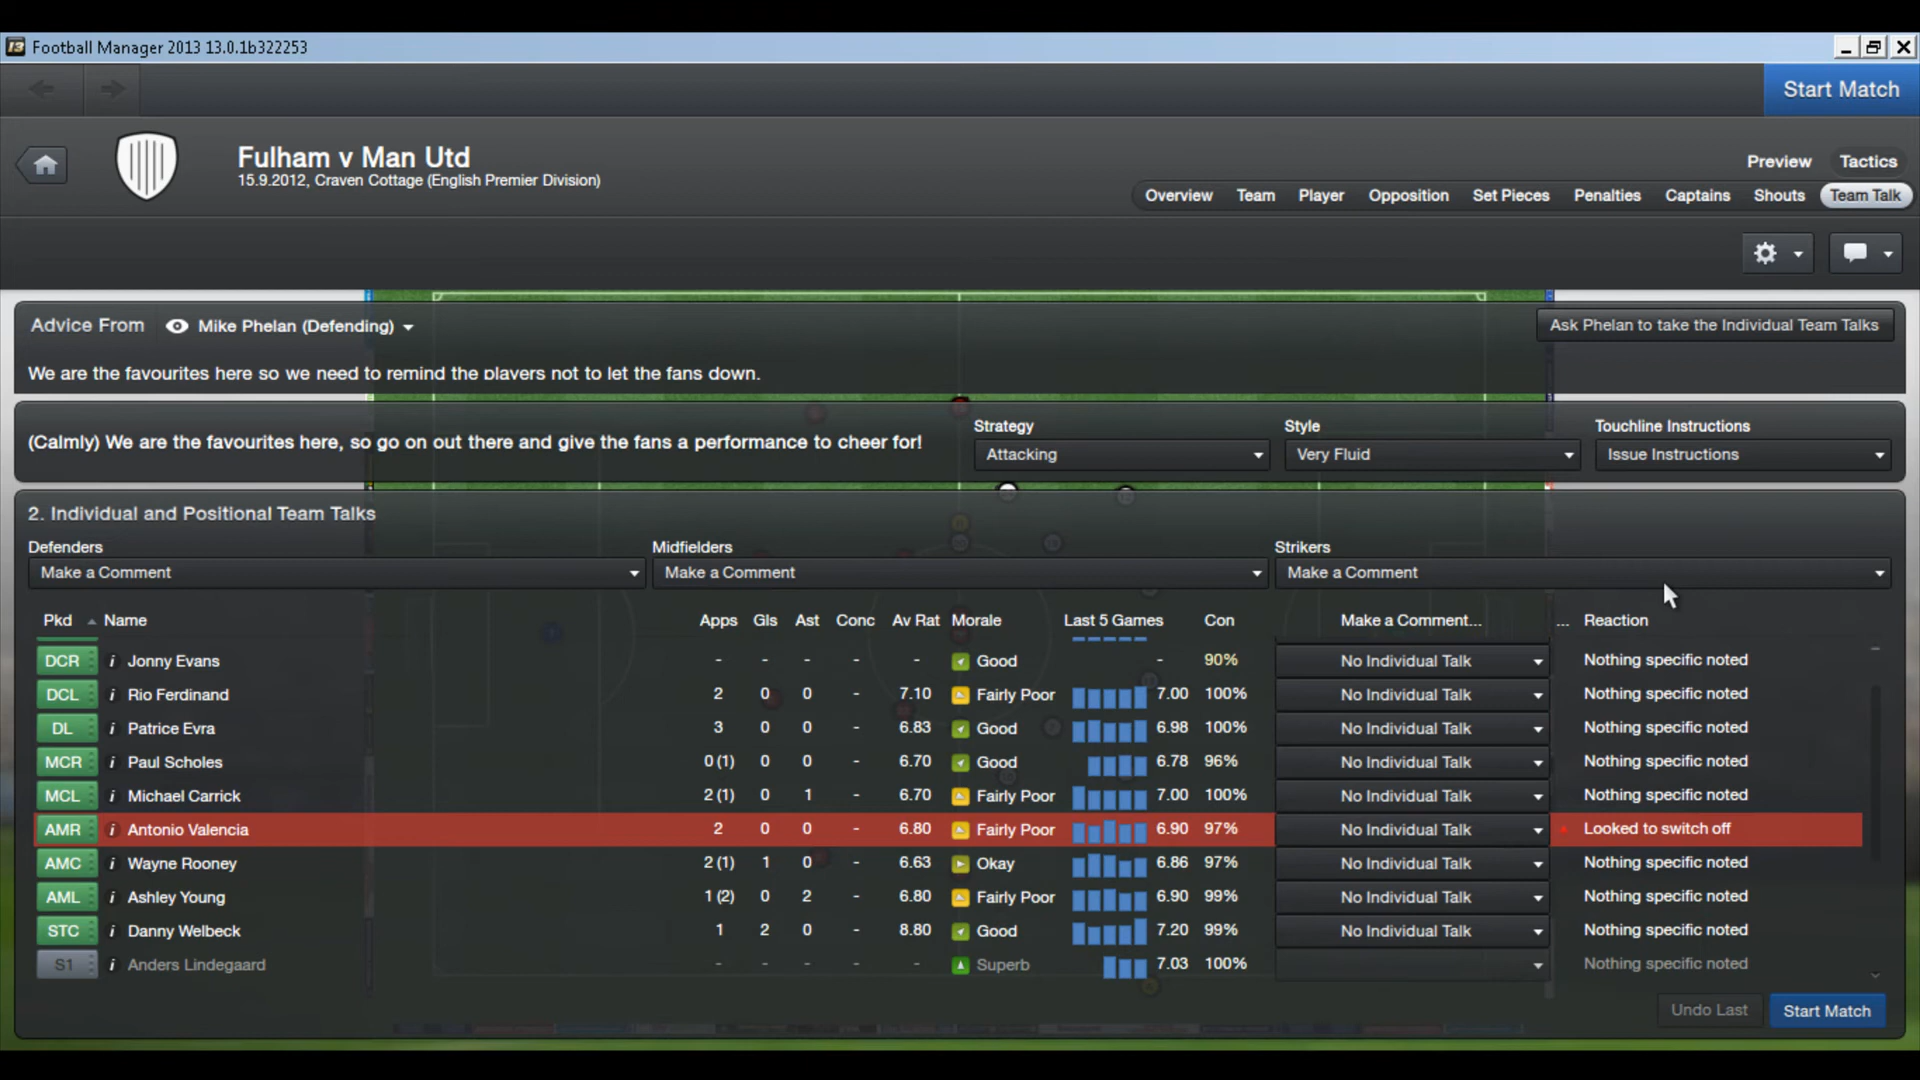 Football Manager 2013 13.0.1b322253
Start Match
Fulham v Man Utd
15.9.2012, Craven Cottage (English Premier Division)
Preview Tactics
Overview Team Player Opposition Set Pieces Penalties Captains Shouts Team Talk
Advice From Mike Phelan (Defending) Ask Phelan to take the Individual Team Talks
We are the favourites here so we need to remind the players not to let the fans down.
Strategy Style Touchline Instructions
(Calmly) We are the favourites here, so go on out there and give the fans a performance to cheer for! Attacking Very Fluid Issue Instructions
2. Individual and Positional Team Talks
Defenders Midfielders Strikers
Make a Comment Make a Comment Make a Comment
Pkd Name Apps Gls Ast Conc Av Rat Morale Last 5 Games Con Make a Comment... ... Reaction
DCR i Jonny Evans - - - - - Good - 90% No Individual Talk Nothing specific noted
DCL i Rio Ferdinand 2 0 0 - 7.10 Fairly Poor 7.00 100% No Individual Talk Nothing specific noted
DL i Patrice Evra 3 0 0 - 6.83 Good 6.98 100% No Individual Talk Nothing specific noted
MCR i Paul Scholes 0 (1) 0 0 - 6.70 Good 6.78 96% No Individual Talk Nothing specific noted
MCL i Michael Carrick 2 (1) 0 1 - 6.70 Fairly Poor 7.00 100% No Individual Talk Nothing specific noted
AMR i Antonio Valencia 2 0 0 - 6.80 Fairly Poor 6.90 97% No Individual Talk Looked to switch off
AMC i Wayne Rooney 2 (1) 1 0 - 6.63 Okay 6.86 97% No Individual Talk Nothing specific noted
AML i Ashley Young 1 (2) 0 2 - 6.80 Fairly Poor 6.90 99% No Individual Talk Nothing specific noted
STC i Danny Welbeck 1 2 0 - 8.80 Good 7.20 99% No Individual Talk Nothing specific noted
S1 i Anders Lindegaard - - - - - Superb 7.03 100% Nothing specific noted
Undo Last Start Match